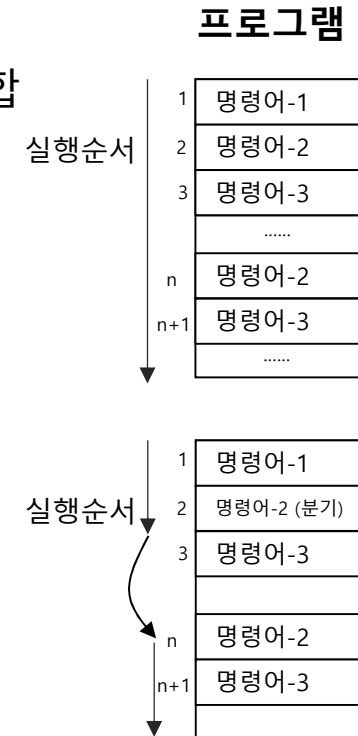 프로그램
합
실행순서
1 명령어-1
2 명령어-2
3 명령어-3
......
n 명령어-2
n+1 명령어-3
......
실행순서
1 명령어-1
2 명령어-2 (분기)
3 명령어-3
n 명령어-2
n+1 명령어-3